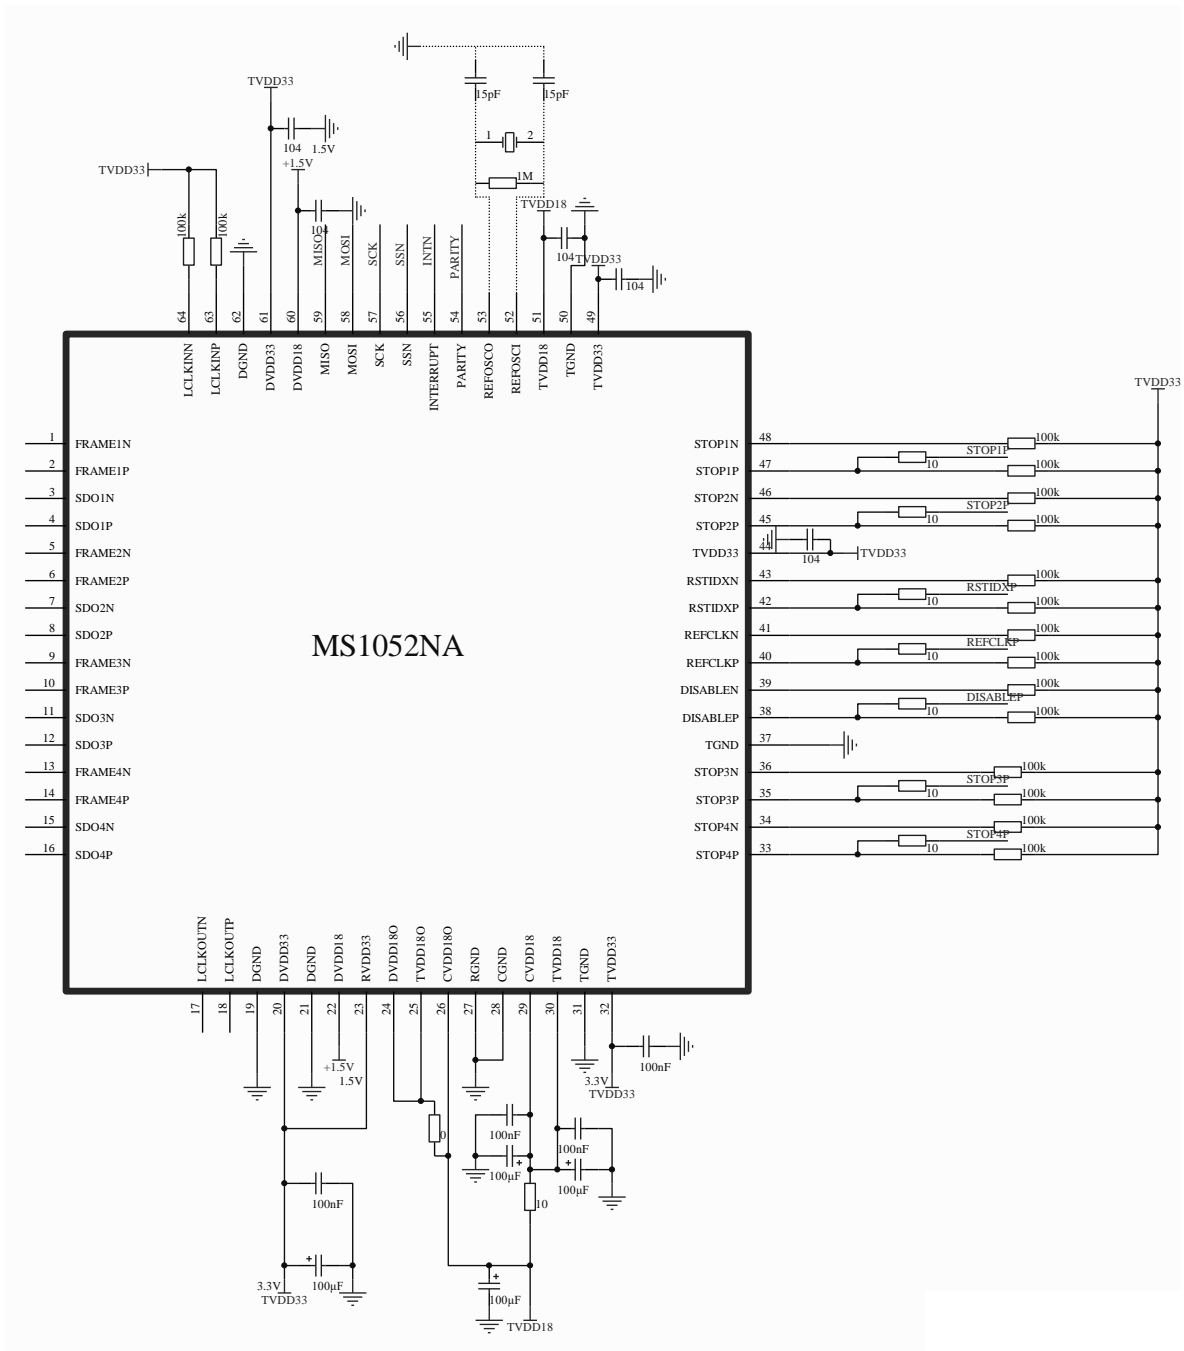 15pF
15pF
TVDD33
1
2
104
1.5V
+1.5V
TVDD33
1M
100k
100k
104
TVDD18
MISO
MOSI
SCK
SSN
INTN
PARITY
104
TVDD33
104
64
63
62
61
60
59
58
57
56
55
54
53
52
51
50
49
LCLKINN
LCLKINP
DGND
DVDD33
DVDD18
MISO
MOSI
SCK
SSN
INTERRUPT
PARITY
REFOSCO
REFOSCI
TVDD18
TGND
TVDD33
TVDD33
1 FRAME1N
2 FRAME1P
3 SDO1N
4 SDO1P
5 FRAME2N
6 FRAME2P
7 SDO2N
8 SDO2P
9 FRAME3N
10 FRAME3P
11 SDO3N
12 SDO3P
13 FRAME4N
14 FRAME4P
15 SDO4N
16 SDO4P
MS1052NA
STOP1N 48 100k
STOP1P
STOP1P 47 10 100k
STOP2N 46 100k
STOP2P
STOP2P 45 10 100k
TVDD33 44 104 TVDD33
RSTIDXN 43 100k
RSTIDXP
RSTIDXP 42 10 100k
REFCLKN 41 100k
REFCLKP
REFCLKP 40 10 100k
DISABLEN 39 100k
DISABLEP
DISABLEP 38 10 100k
TGND 37
STOP3N 36 100k
STOP3P
STOP3P 35 10 100k
STOP4N 34 100k
STOP4P
STOP4P 33 10 100k
LCLKOUTN
LCLKOUTP
DGND
DVDD33
DGND
DVDD18
RVDD33
DVDD18O
TVDD18O
CVDD18O
RGND
CGND
CVDD18
TVDD18
TGND
TVDD33
17
18
19
20
21
22
23
24
25
26
27
28
29
30
31
32
+1.5V
1.5V
100nF
3.3V
TVDD33
0
100nF
100nF
100μF
100μF
10
100nF
3.3V
100μF
TVDD33
100μF
TVDD18